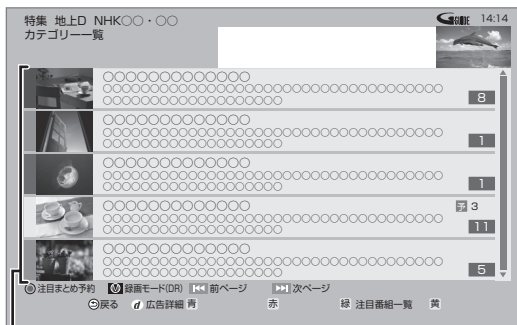 特集 地上D NHK○○・○○
GGUIDE 14:14
カテゴリー一覧
○○○○○○○○○○○○○
○○○○○○○○○○○○○○○○○○○○○○○○○○○○○○○○○○○○○○
○○○○○○○○○○○○○○○○○○○○ 8
○○○○○○○○○○○○○
○○○○○○○○○○○○○○○○○○○○○○○○○○○○○○○○○○○○○○
○○○○○○○○○○○○○○○○○○○○ 1
○○○○○○○○○○○○○
○○○○○○○○○○○○○○○○○○○○○○○○○○○○○○○○○○○○○○
○○○○○○○○○○○○○○○○○○○○ 1
○○○○○○○○○○○○○ 予 3
○○○○○○○○○○○○○○○○○○○○○○○○○○○○○○○○○○○○○○
○○○○○○○○○○○○○○○○○○○○ 11
○○○○○○○○○○○○○
○○○○○○○○○○○○○○○○○○○○○○○○○○○○○○○○○○○○○○
○○○○○○○○○○○○○○○○○○○○ 5
注目まとめ予約 録画モード(DR) 前ページ 次ページ
戻る d 広告詳細 青 赤 緑 注目番組一覧 黄